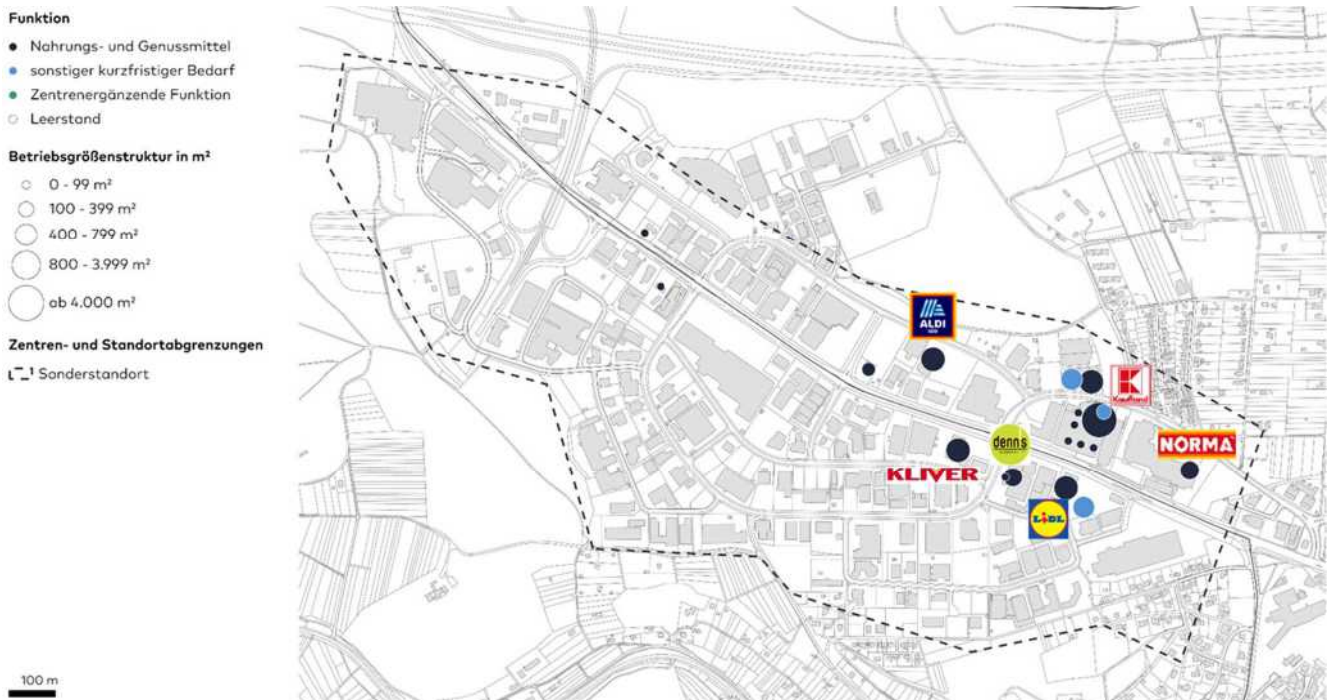 Funktion
Nahrungs- und Genussmittel
sonstiger kurzfristiger Bedarf
Zentrenergänzende Funktion
Leerstand
Betriebsgrößenstruktur in m²
0 - 99 m²
100 - 399 m²
400 - 799 m²
800 - 3.999 m²
ab 4.000 m²
Zentren- und Standortabgrenzungen
Sonderstandort
100 m
ALDI
Kaufland
denn's
NORMA
KLIVER
LIDL